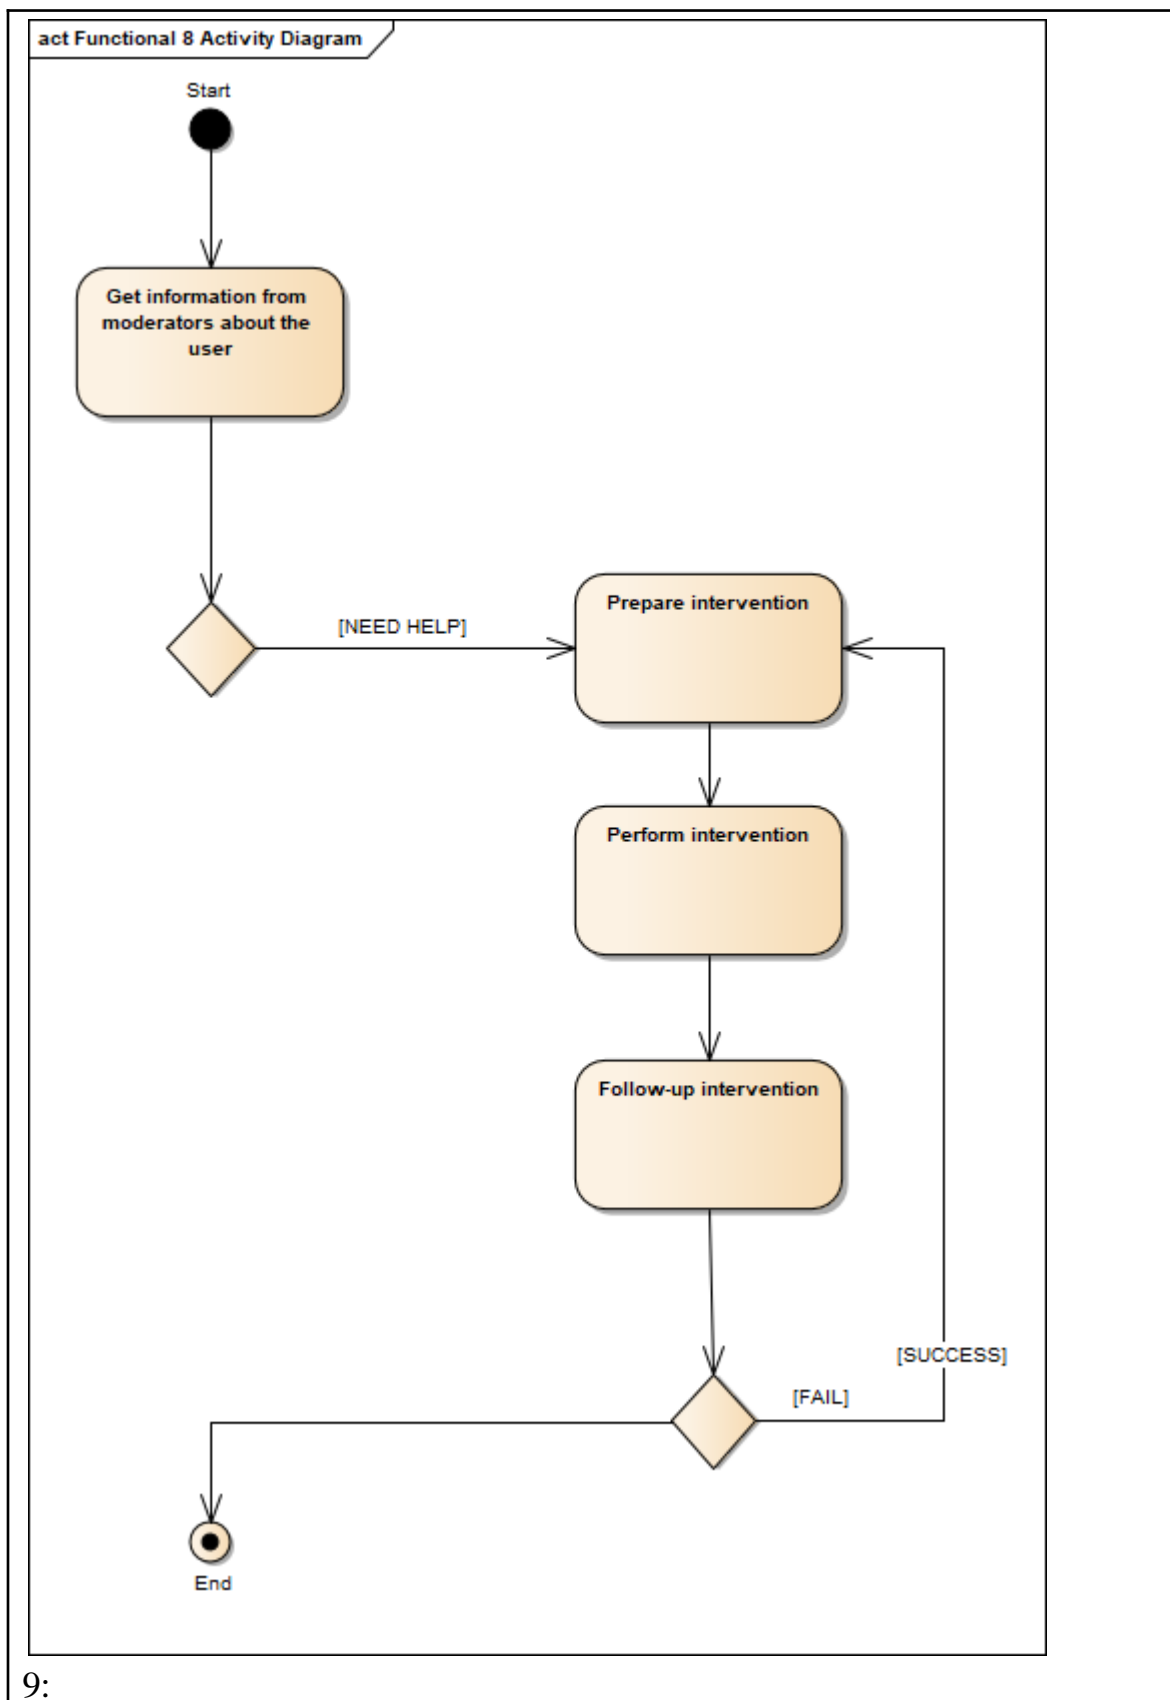 act Functional 8 Activity Diagram
Start
Get information from
moderators about the
user
[NEED HELP]
Prepare intervention
Perform intervention
Follow-up intervention
[SUCCESS]
[FAIL]
End
9: